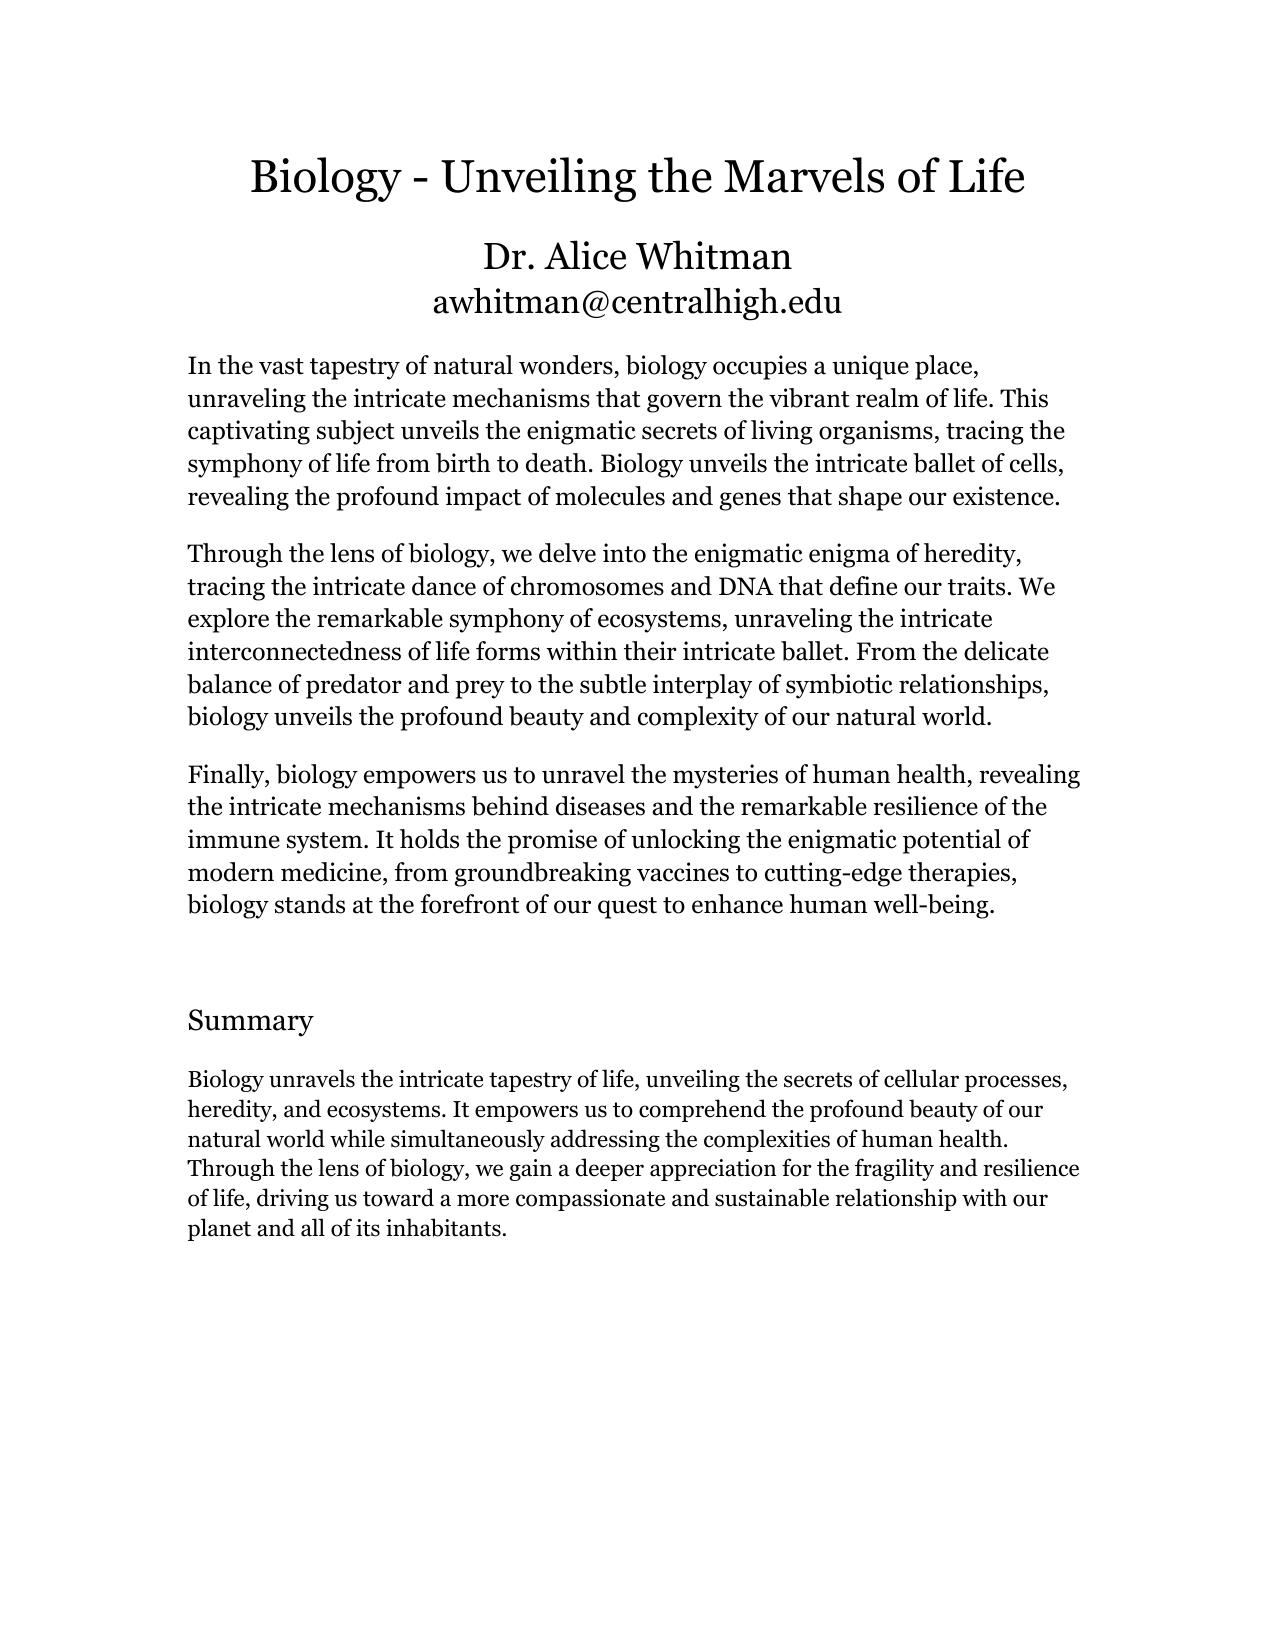 Biology - Unveiling the Marvels of Life
Dr. Alice Whitman
awhitman@centralhigh.edu
In the vast tapestry of natural wonders, biology occupies a unique place,
unraveling the intricate mechanisms that govern the vibrant realm of life. This
captivating subject unveils the enigmatic secrets of living organisms, tracing the
symphony of life from birth to death. Biology unveils the intricate ballet of cells,
revealing the profound impact of molecules and genes that shape our existence.
Through the lens of biology, we delve into the enigmatic enigma of heredity,
tracing the intricate dance of chromosomes and DNA that define our traits. We
explore the remarkable symphony of ecosystems, unraveling the intricate
interconnectedness of life forms within their intricate ballet. From the delicate
balance of predator and prey to the subtle interplay of symbiotic relationships,
biology unveils the profound beauty and complexity of our natural world.
Finally, biology empowers us to unravel the mysteries of human health, revealing
the intricate mechanisms behind diseases and the remarkable resilience of the
immune system. It holds the promise of unlocking the enigmatic potential of
modern medicine, from groundbreaking vaccines to cutting-edge therapies,
biology stands at the forefront of our quest to enhance human well-being.
Summary
Biology unravels the intricate tapestry of life, unveiling the secrets of cellular processes,
heredity, and ecosystems. It empowers us to comprehend the profound beauty of our
natural world while simultaneously addressing the complexities of human health.
Through the lens of biology, we gain a deeper appreciation for the fragility and resilience
of life, driving us toward a more compassionate and sustainable relationship with our
planet and all of its inhabitants.